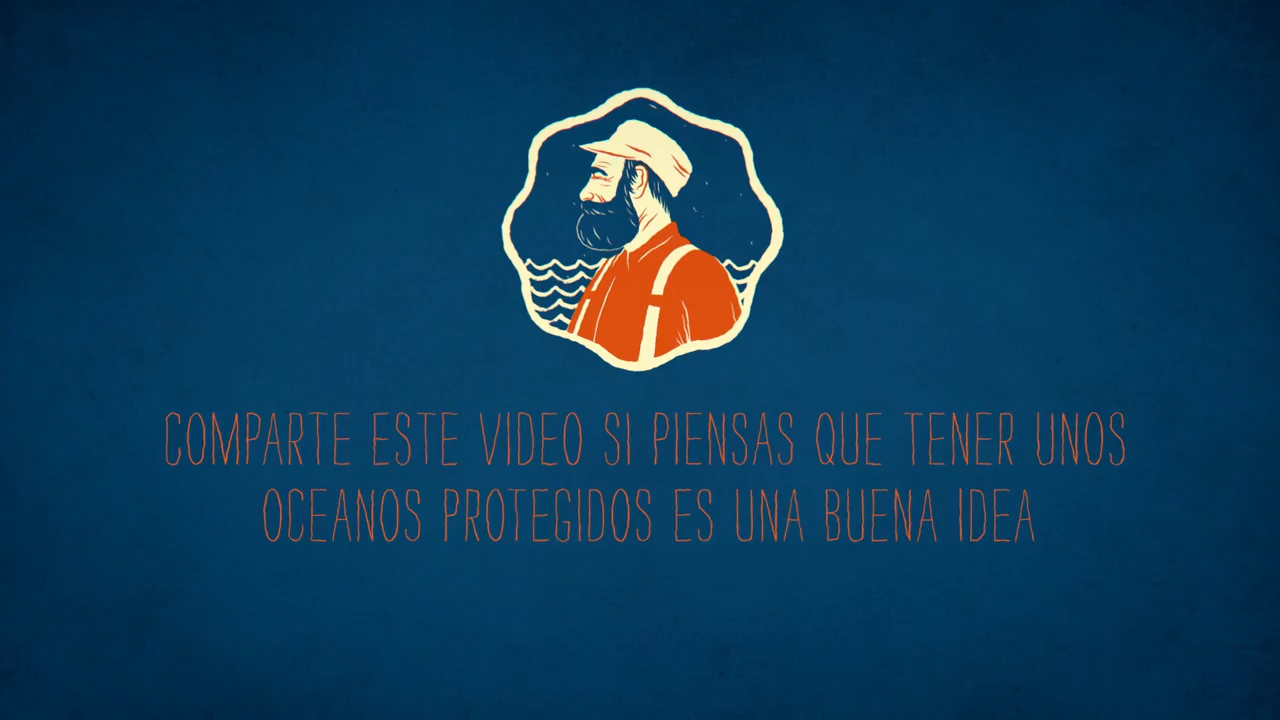 COMPARTE ESTE VIDEO SI PIENSAS QUE TENER UNOS
OCEANOS PROTEGIDOS ES UNA BUENA IDEA